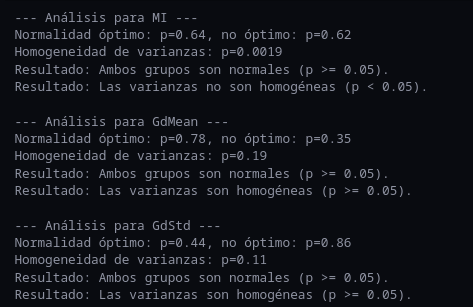 --- Análisis para MI ---
Normalidad óptimo: p=0.64, no óptimo: p=0.62
Homogeneidad de varianzas: p=0.0019
Resultado: Ambos grupos son normales (p >= 0.05).
Resultado: Las varianzas no son homogéneas (p < 0.05).
--- Análisis para GdMean ---
Normalidad óptimo: p=0.78, no óptimo: p=0.35
Homogeneidad de varianzas: p=0.19
Resultado: Ambos grupos son normales (p >= 0.05).
Resultado: Las varianzas son homogéneas (p >= 0.05).
--- Análisis para GdStd ---
Normalidad óptimo: p=0.44, no óptimo: p=0.86
Homogeneidad de varianzas: p=0.11
Resultado: Ambos grupos son normales (p >= 0.05).
Resultado: Las varianzas son homogéneas (p >= 0.05).